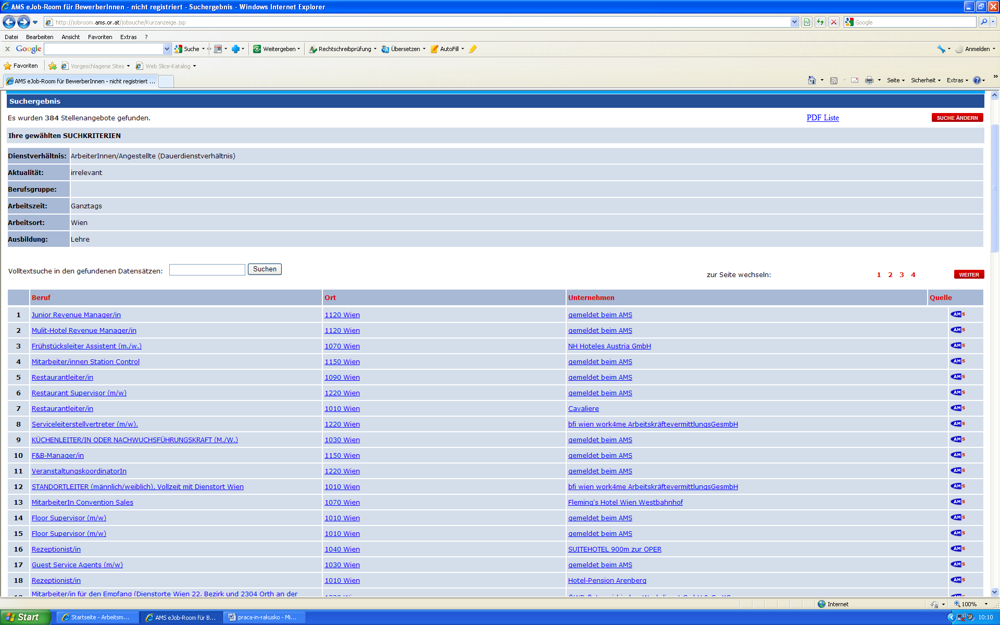 AMS eJob-Room für BewerberInnen - nicht registriert - Suchergebnis - Windows Internet Explorer
http://jobroom.ams.or.at/jobsuche/Kurzanzeige.jsp
Google
Datei Bearbeiten Ansicht Favoriten Extras ?
x Google Suche Weitergeben Rechtschreibprüfung Übersetzen AutoFill Anmelden
Favoriten Vorgeschlagene Sites Web Slice-Katalog
AMS eJob-Room für BewerberInnen - nicht registriert ... Seite Sicherheit Extras
Suchergebnis
Es wurden 384 Stellenangebote gefunden. PDF Liste SUCHE ÄNDERN
Ihre gewählten SUCHKRITERIEN
Dienstverhältnis: ArbeiterInnen/Angestellte (Dauerdienstverhältnis)
Aktualität: irrelevant
Berufsgruppe:
Arbeitszeit: Ganztags
Arbeitsort: Wien
Ausbildung: Lehre
Volltextsuche in den gefundenen Datensätzen: Suchen
zur Seite wechseln: 1 2 3 4 WEITER
Beruf Ort Unternehmen Quelle
1 Junior Revenue Manager/in 1120 Wien gemeldet beim AMS AMS
2 Mulit-Hotel Revenue Manager/in 1120 Wien gemeldet beim AMS AMS
3 Frühstücksleiter Assistent (m./w.) 1070 Wien NH Hoteles Austria GmbH AMS
4 Mitarbeiter/innen Station Control 1150 Wien gemeldet beim AMS AMS
5 Restaurantleiter/in 1090 Wien gemeldet beim AMS AMS
6 Restaurant Supervisor (m/w) 1220 Wien gemeldet beim AMS AMS
7 Restaurantleiter/in 1010 Wien Cavaliere AMS
8 Serviceleiterstellvertreter (m/w). 1220 Wien bfi wien work4me ArbeitskräftevermittlungsGesmbH AMS
9 KÜCHENLEITER/IN ODER NACHWUCHSFÜHRUNGSKRAFT (M./W.) 1030 Wien gemeldet beim AMS AMS
10 F&B-Manager/in 1150 Wien gemeldet beim AMS AMS
11 VeranstaltungskoordinatorIn 1220 Wien gemeldet beim AMS AMS
12 STANDORTLEITER (männlich/weiblich), Vollzeit mit Dienstort Wien 1010 Wien bfi wien work4me ArbeitskräftevermittlungsGesmbH AMS
13 MitarbeiterIn Convention Sales 1070 Wien Fleming's Hotel Wien Westbahnhof AMS
14 Floor Supervisor (m/w) 1010 Wien gemeldet beim AMS AMS
15 Floor Supervisor (m/w) 1010 Wien gemeldet beim AMS AMS
16 Rezeptionist/in 1040 Wien SUITEHOTEL 900m zur OPER AMS
17 Guest Service Agents (m/w) 1030 Wien gemeldet beim AMS AMS
18 Rezeptionist/in 1010 Wien Hotel-Pension Arenberg AMS
Mitarbeiter/in für den Empfang (Dienstorte Wien 22. Bezirk und 2304 Orth an der
Internet 100%
Start Startseite - Arbeitsm... AMS eJob-Room für B... praca-in-rakusko - Mi... 10:10